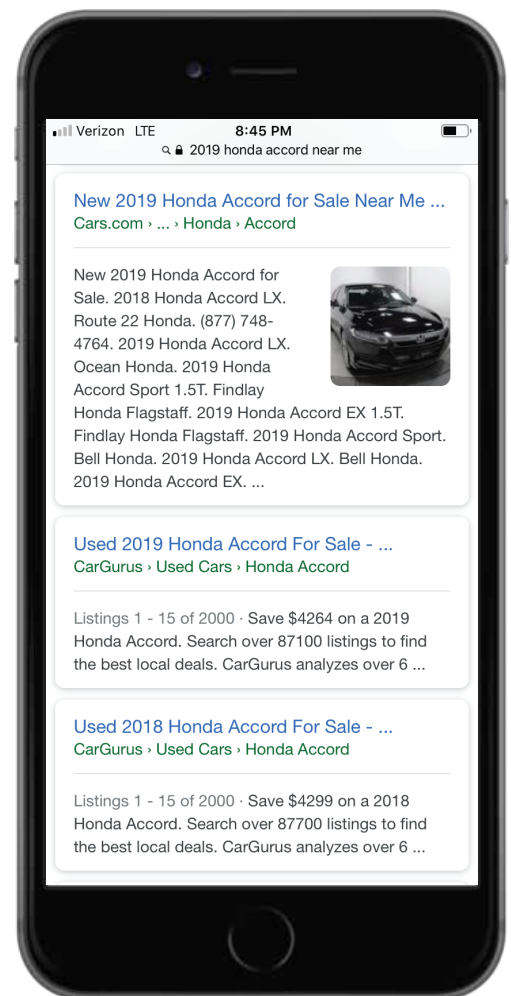 Verizon LTE 8:45 PM
2019 honda accord near me
New 2019 Honda Accord for Sale Near Me ...
Cars.com › ... › Honda › Accord
New 2019 Honda Accord for
Sale. 2018 Honda Accord LX.
Route 22 Honda. (877) 748-
4764. 2019 Honda Accord LX.
Ocean Honda. 2019 Honda
Accord Sport 1.5T. Findlay
Honda Flagstaff. 2019 Honda Accord EX 1.5T.
Findlay Honda Flagstaff. 2019 Honda Accord Sport.
Bell Honda. 2019 Honda Accord LX. Bell Honda.
2019 Honda Accord EX. ...
Used 2019 Honda Accord For Sale - ...
CarGurus › Used Cars › Honda Accord
Listings 1 - 15 of 2000 · Save $4264 on a 2019
Honda Accord. Search over 87100 listings to find
the best local deals. CarGurus analyzes over 6 ...
Used 2018 Honda Accord For Sale - ...
CarGurus › Used Cars › Honda Accord
Listings 1 - 15 of 2000 · Save $4299 on a 2018
Honda Accord. Search over 87700 listings to find
the best local deals. CarGurus analyzes over 6 ...